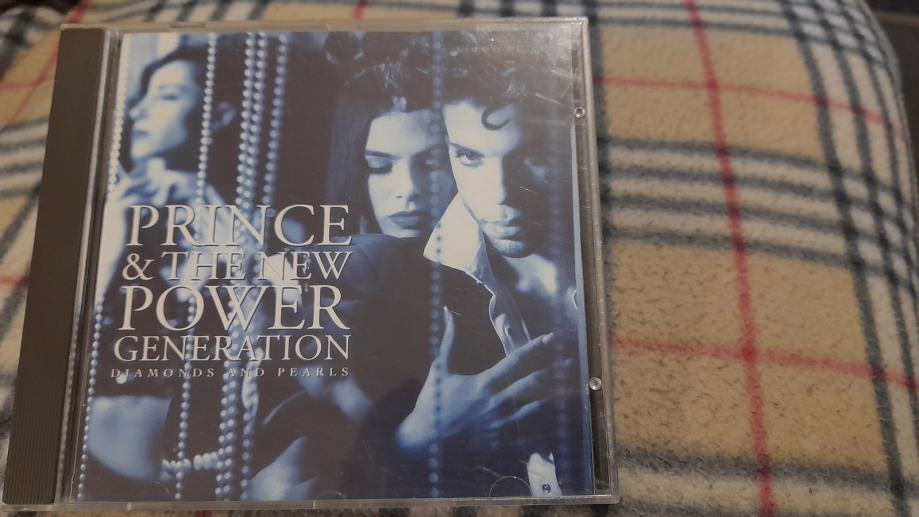 PRINCE
& THE NEW
POWER
GENERATION
DIAMONDS AND PEARLS